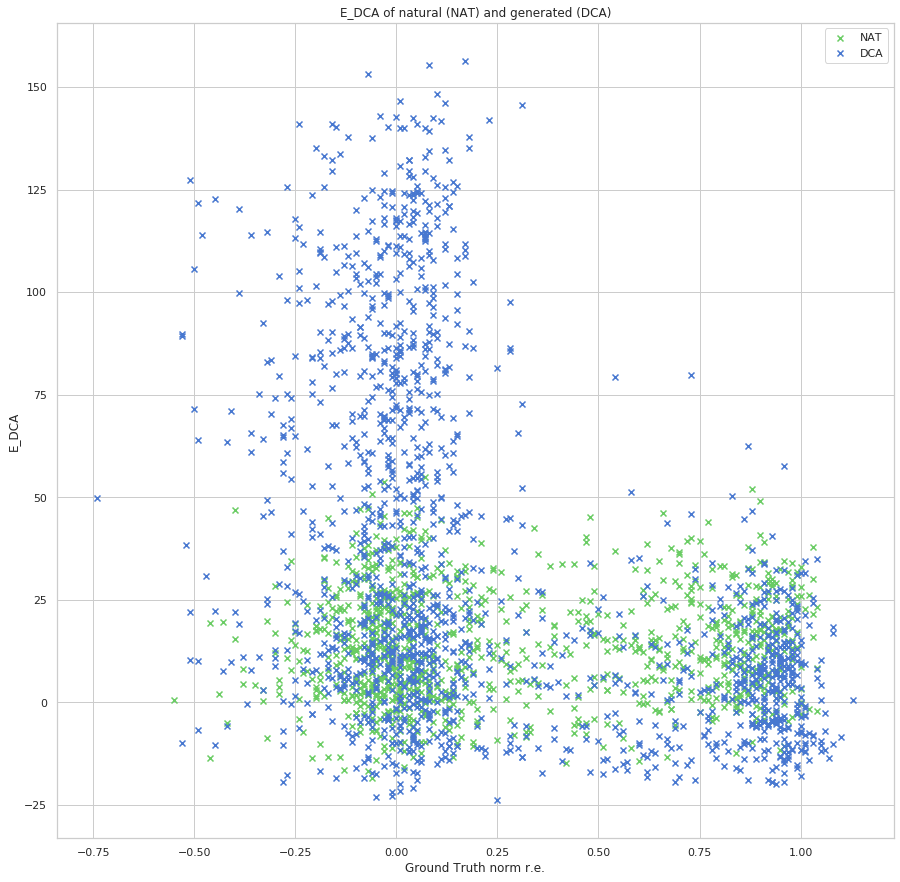 E_DCA of natural (NAT) and generated (DCA)
NAT
DCA
E_DCA
150
125
100
75
50
25
0
−25
−0.75 −0.50 −0.25 0.00 0.25 0.50 0.75 1.00
Ground Truth norm r.e.